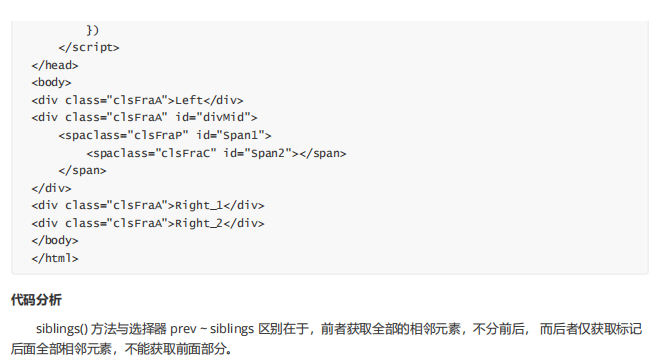 })
    </script>
</head>
<body>
<div class="clsFraA">Left</div>
<div class="clsFraA" id="divMid">
    <spaclass="clsFraP" id="Span1">
        <spaclass="clsFraC" id="Span2"></span>
    </span>
</div>
<div class="clsFraA">Right_1</div>
<div class="clsFraA">Right_2</div>
</body>
</html>
代码分析
siblings() 方法与选择器 prev ~ siblings 区别在于，前者获取全部的相邻元素，不分前后， 而后者仅获取标记
后面全部相邻元素，不能获取前面部分。